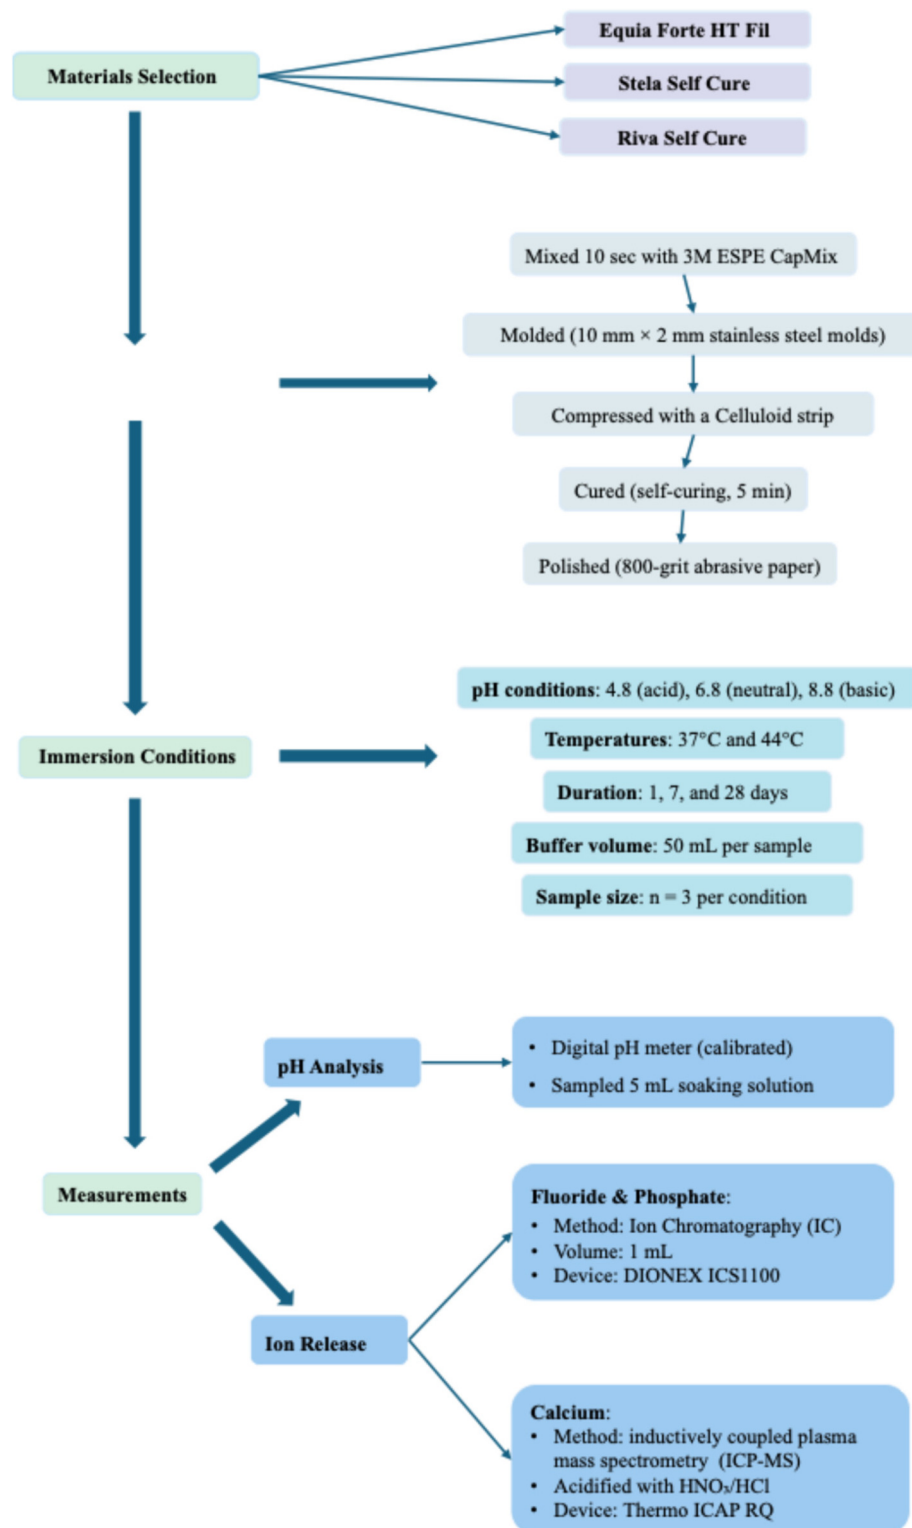 Materials Selection
Equia Forte HT Fil
Stela Self Cure
Riva Self Cure
Mixed 10 sec with 3M ESPE CapMix
Molded (10 mm × 2 mm stainless steel molds)
Compressed with a Celluloid strip
Cured (self-curing, 5 min)
Polished (800-grit abrasive paper)
Immersion Conditions
pH conditions: 4.8 (acid), 6.8 (neutral), 8.8 (basic)
Temperatures: 37°C and 44°C
Duration: 1, 7, and 28 days
Buffer volume: 50 mL per sample
Sample size: n = 3 per condition
Measurements
pH Analysis
• Digital pH meter (calibrated)
• Sampled 5 mL soaking solution
Ion Release
Fluoride & Phosphate:
• Method: Ion Chromatography (IC)
• Volume: 1 mL
• Device: DIONEX ICS1100
Calcium:
• Method: inductively coupled plasma
mass spectrometry (ICP-MS)
• Acidified with HNO₃/HCl
• Device: Thermo ICAP RQ